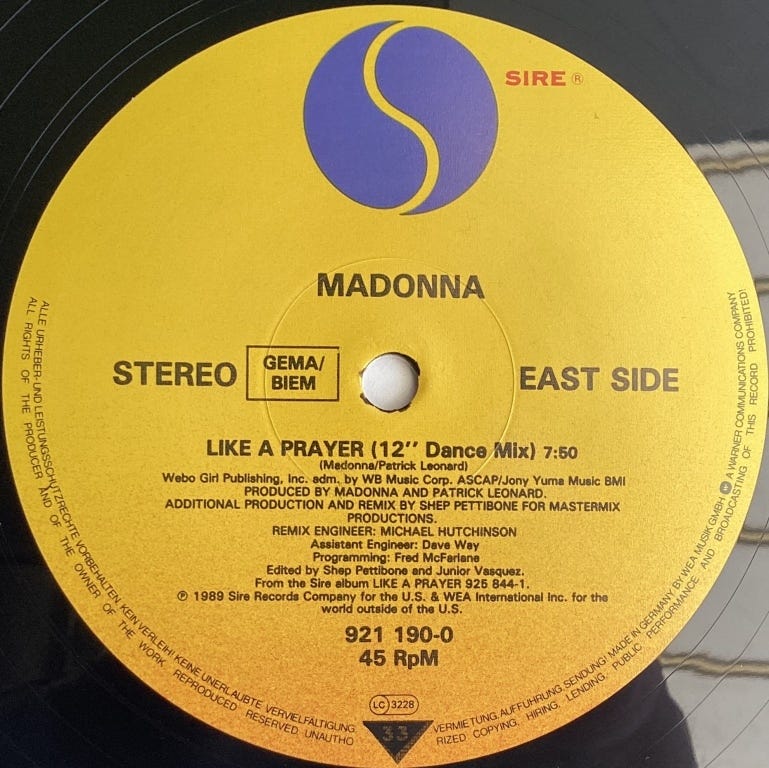 SIRE ®
MADONNA
STEREO
GEMA/
BIEM
EAST SIDE
LIKE A PRAYER (12'' Dance Mix) 7:50
(Madonna/Patrick Leonard)
Webo Girl Publishing, Inc. adm. by WB Music Corp. ASCAP/Jony Yuma Music BMI
PRODUCED BY MADONNA AND PATRICK LEONARD.
ADDITIONAL PRODUCTION AND REMIX BY SHEP PETTIBONE FOR MASTERMIX
PRODUCTIONS.
REMIX ENGINEER: MICHAEL HUTCHINSON
Assistant Engineer: Dave Way
Programming: Fred McFarlane
Edited by Shep Pettibone and Junior Vasquez.
From the Sire album LIKE A PRAYER 925 844-1.
℗ 1989 Sire Records Company for the U.S. & WEA International Inc. for the
world outside of the U.S.
921 190-0
45 RpM
LC 3228
33
ALLE URHEBER- UND LEISTUNGSSCHUTZRECHTE VORBEHALTEN. KEIN VERLEIH! KEINE UNERLAUBTE VERVIELFÄLTIGUNG, VERMIETUNG, AUFFÜHRUNG, SENDUNG! MADE IN GERMANY BY WEA MUSIK GMBH A WARNER COMMUNICATIONS COMPANY
ALL RIGHTS OF THE PRODUCER AND OF THE OWNER OF THE WORK REPRODUCED RESERVED. UNAUTHORIZED COPYING, HIRING, LENDING, PUBLIC PERFORMANCE AND BROADCASTING OF THIS RECORD PROHIBITED!